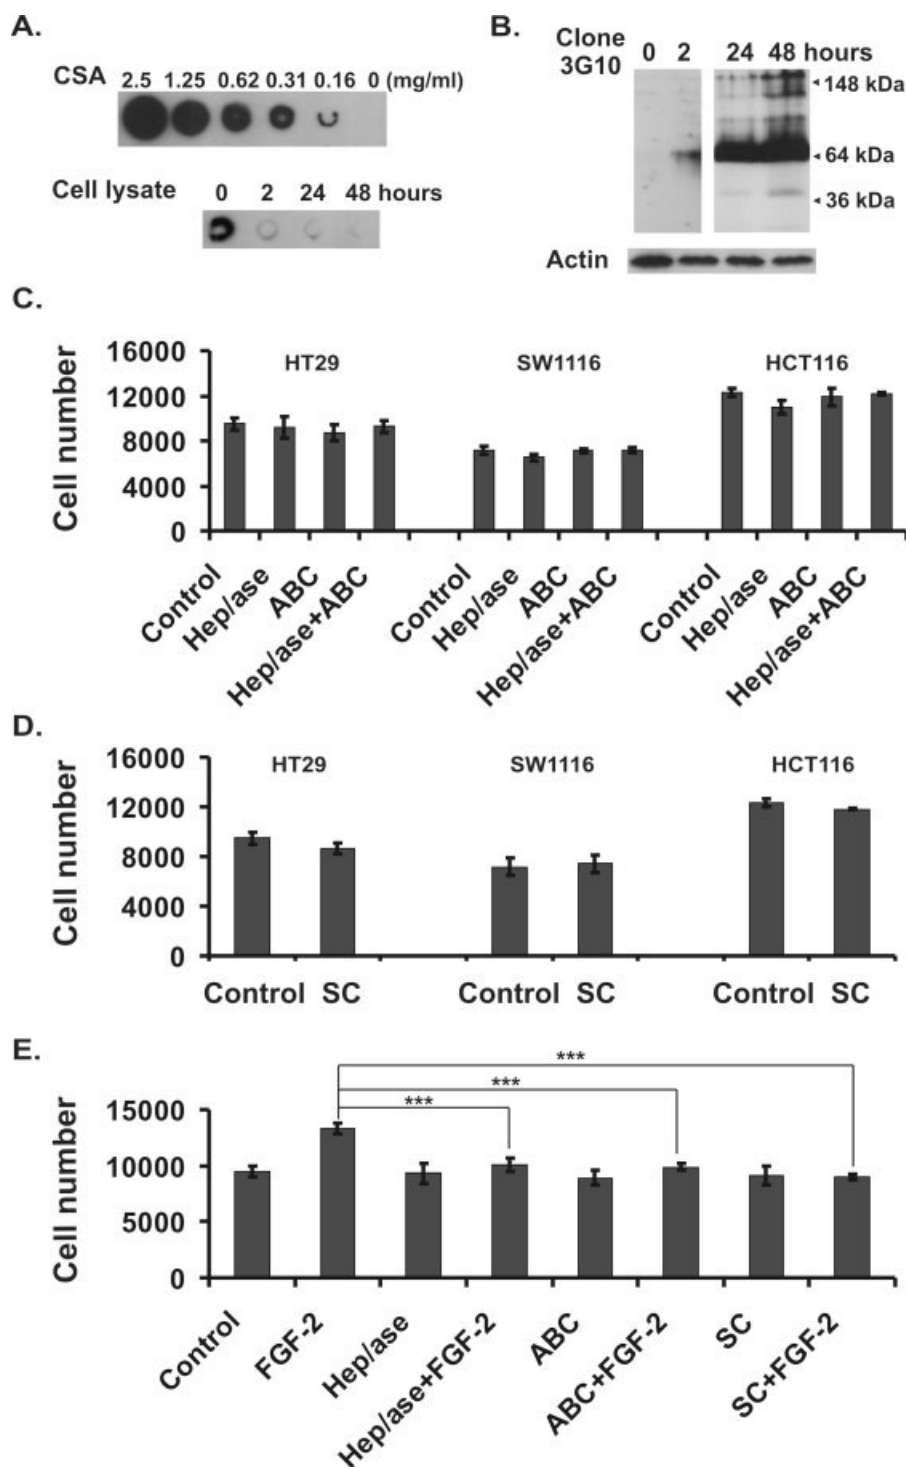 A.
CSA
2.5 1.25 0.62 0.31 0.16 0 (mg/ml)
Cell lysate
0 2 24 48 hours
B.
Clone
3G10
0 2 24 48 hours
148 kDa
64 kDa
36 kDa
Actin
C.
Cell number
16000
12000
8000
4000
0
HT29 SW1116 HCT116
Control Hep/ase ABC Hep/ase+ABC Control Hep/ase ABC Hep/ase+ABC Control Hep/ase ABC Hep/ase+ABC
D.
Cell number
16000
12000
8000
4000
0
HT29 SW1116 HCT116
Control SC Control SC Control SC
E.
Cell number
15000
10000
5000
0
***
***
***
Control FGF-2 Hep/ase Hep/ase+FGF-2 ABC ABC+FGF-2 SC SC+FGF-2